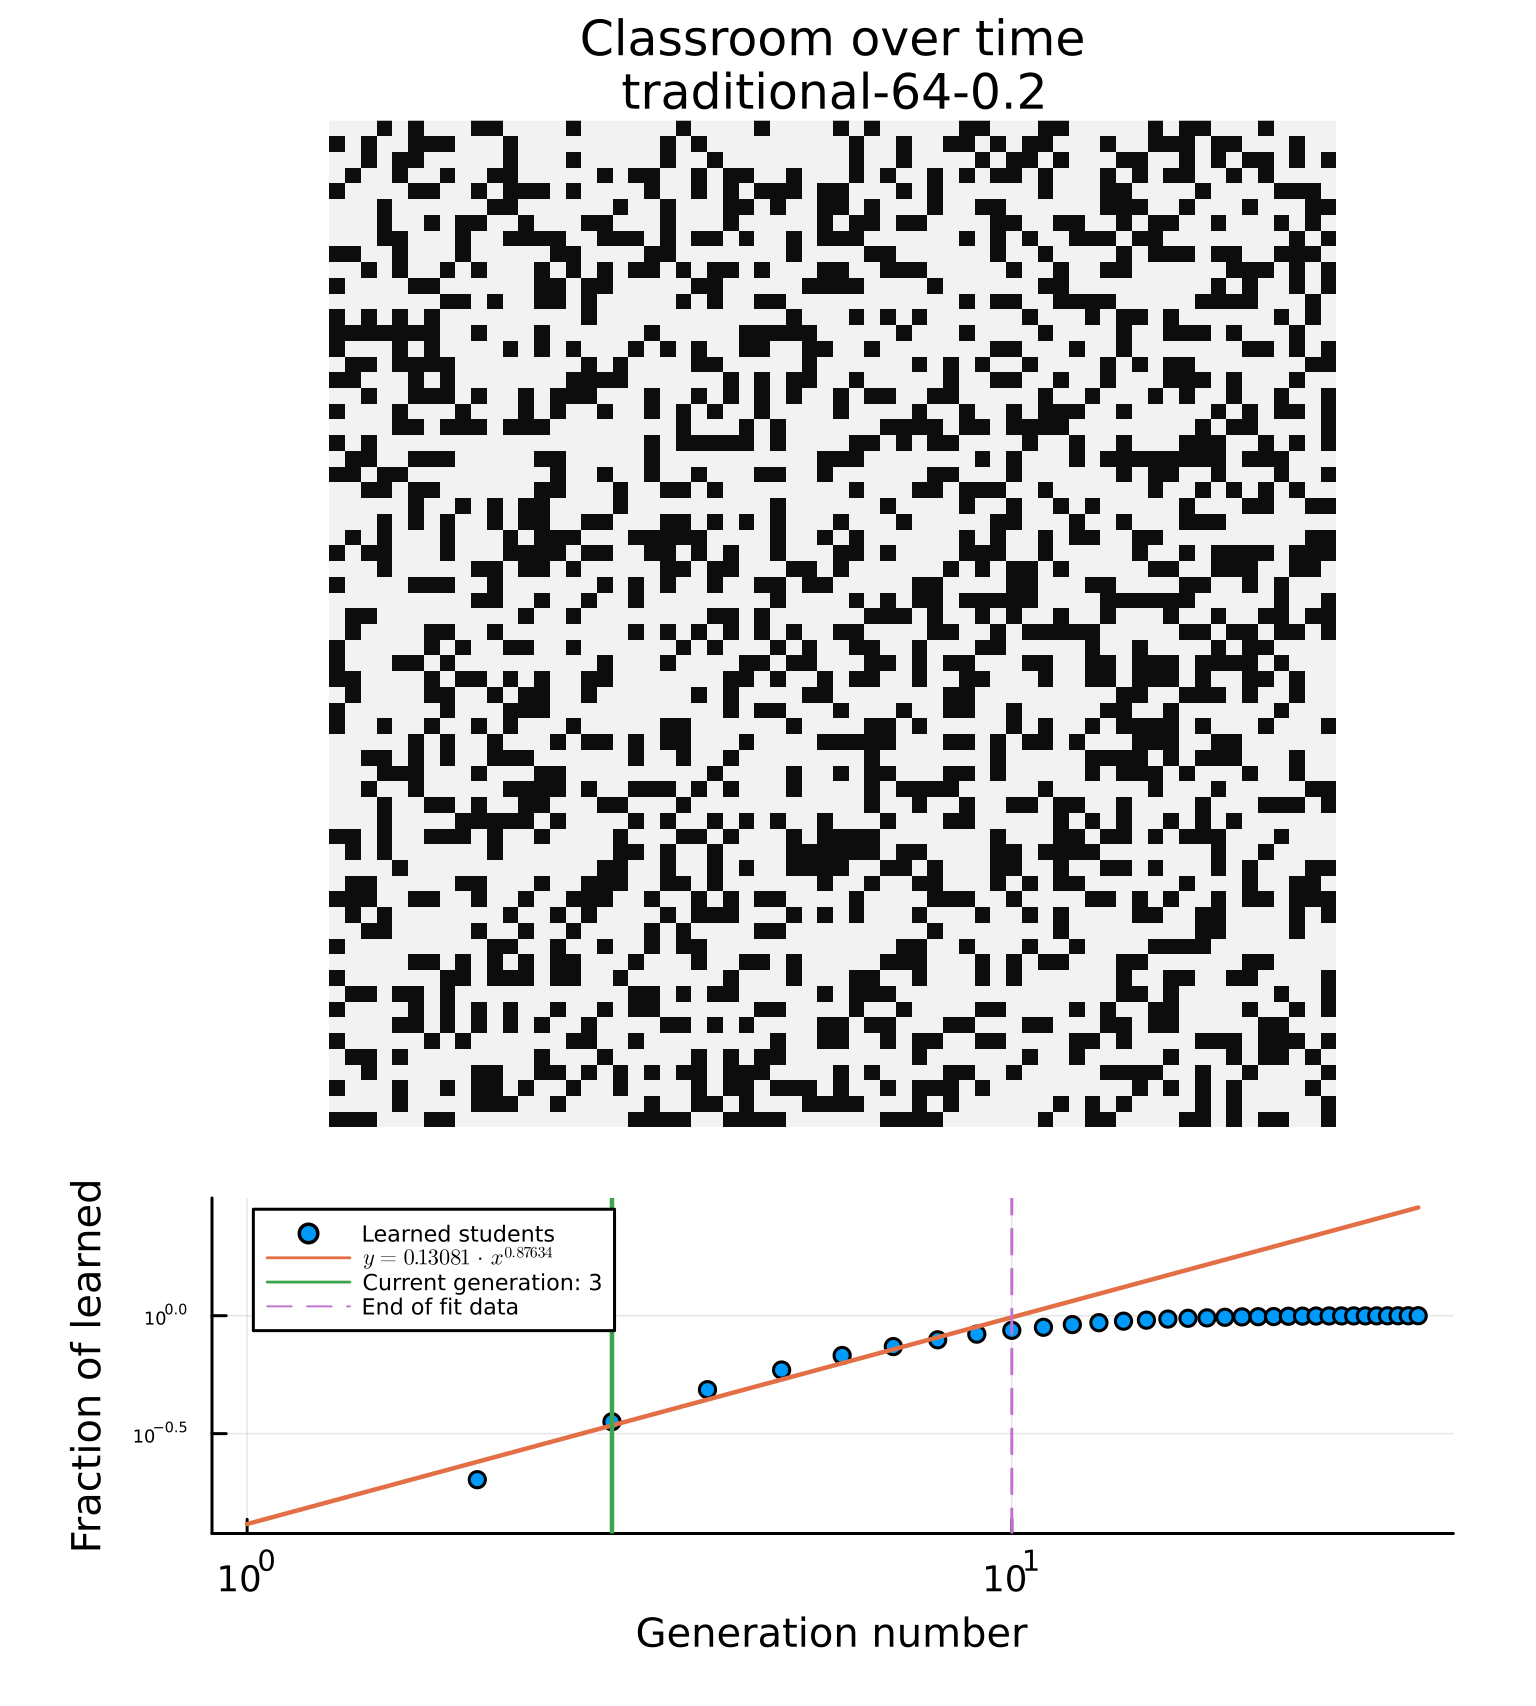 Classroom over time
traditional-64-0.2
Fraction of learned
Learned students
y = 0.13081 · x^0.87634
Current generation: 3
End of fit data
10^0.0
10^−0.5
10^0
10^1
Generation number